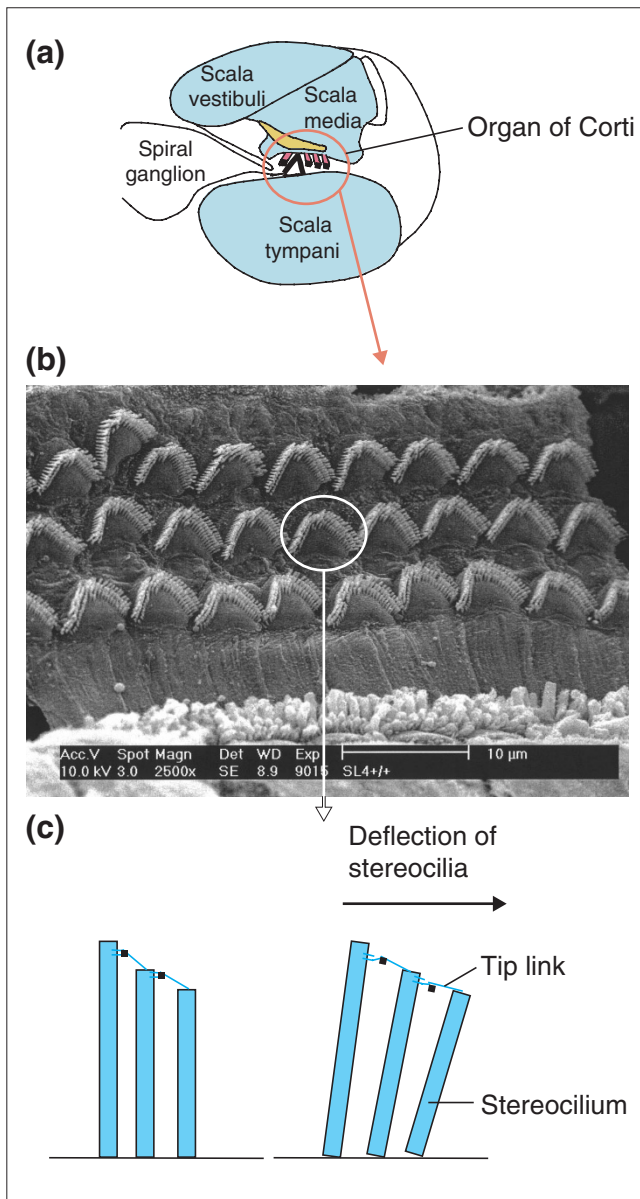 (a)
Scala
vestibuli
Scala
media
Organ of Corti
Spiral
ganglion
Scala
tympani
(b)
Acc.V Spot Magn Det WD Exp 10 µm
10.0 kV 3.0 2500x SE 8.9 9015 SL4+/+
(c)
Deflection of
stereocilia
Tip link
Stereocilium